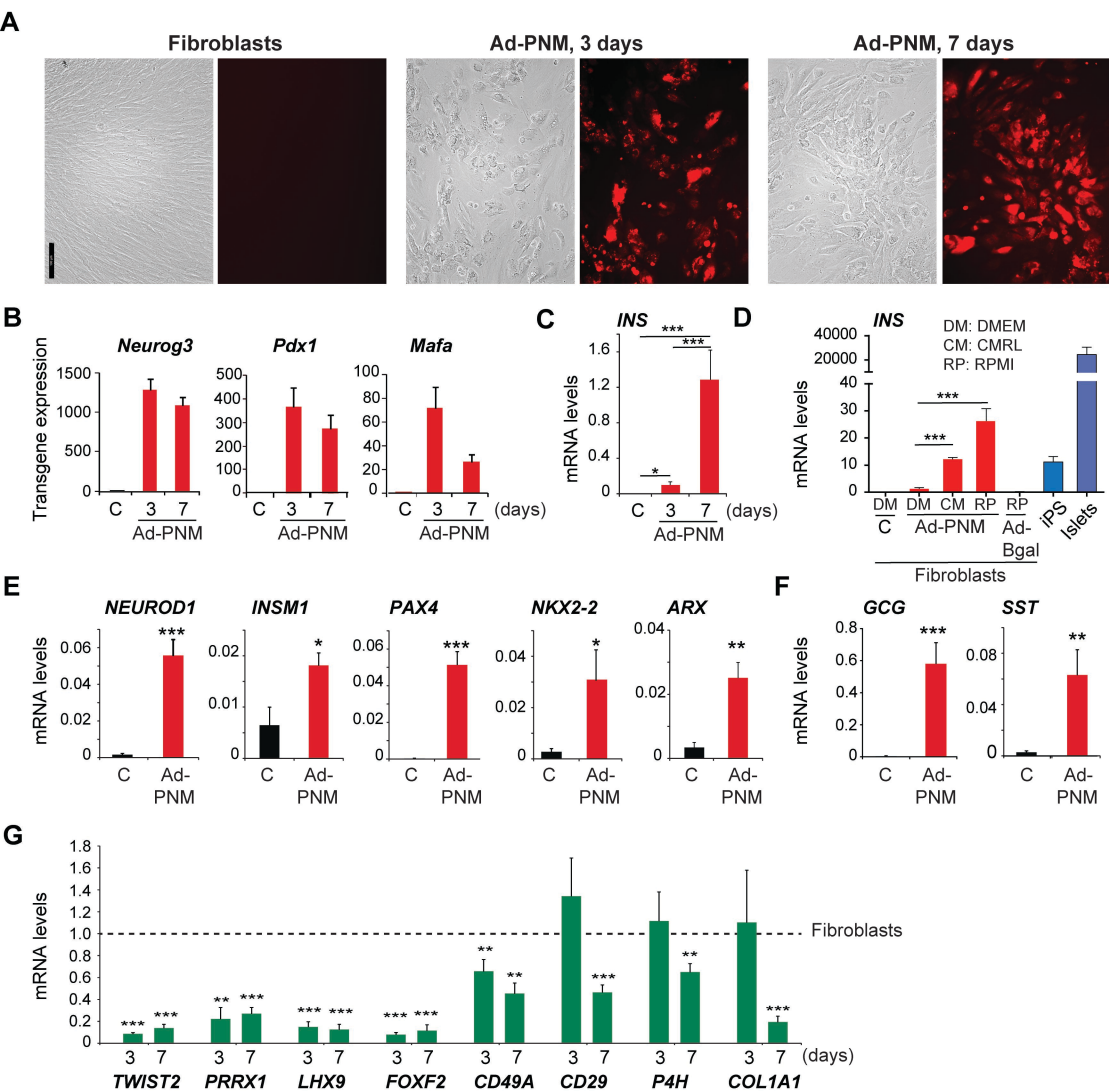 A
Fibroblasts
Ad-PNM, 3 days
Ad-PNM, 7 days
B
Neurog3
Pdx1
Mafa
Transgene expression
1500
1000
500
0
500
400
300
200
100
0
100
80
60
40
20
0
C 3 7
Ad-PNM
C 3 7
Ad-PNM
C 3 7 (days)
Ad-PNM
C
INS
mRNA levels
1.6
1.2
0.8
0.4
0
***
***
*
C 3 7 (days)
Ad-PNM
D
INS
DM: DMEM
CM: CMRL
RP: RPMI
mRNA levels
40000
20000
40
30
20
10
0
***
***
DM DM CM RP RP
C
Ad-PNM
Ad-
Bgal
iPS
Islets
Fibroblasts
E
NEUROD1
INSM1
PAX4
NKX2-2
ARX
mRNA levels
0.06
0.04
0.02
0
***
C Ad-
PNM
0.02
0.01
0
*
C Ad-
PNM
0.06
0.04
0.02
0
***
C Ad-
PNM
0.04
0.02
0
*
C Ad-
PNM
0.04
0.02
0
**
C Ad-
PNM
F
GCG
SST
mRNA levels
0.8
0.6
0.4
0.2
0
***
C Ad-
PNM
0.08
0.04
0
**
C Ad-
PNM
G
mRNA levels
1.8
1.6
1.4
1.2
1.0
0.8
0.6
0.4
0.2
0
Fibroblasts
*** *** ** *** *** *** *** *** ** ** *** ** ***
3 7 3 7 3 7 3 7 3 7 3 7 3 7 3 7 (days)
TWIST2 PRRX1 LHX9 FOXF2 CD49A CD29 P4H COL1A1